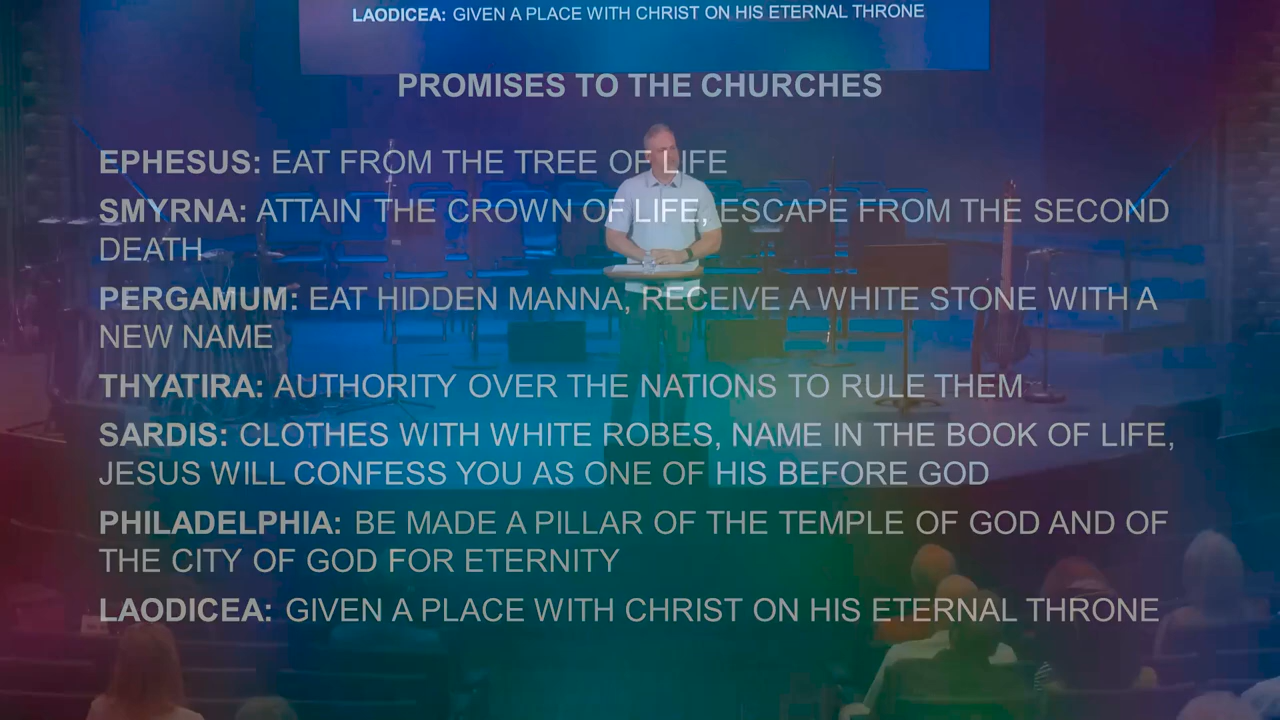 LAODICEA: GIVEN A PLACE WITH CHRIST ON HIS ETERNAL THRONE
PROMISES TO THE CHURCHES
EPHESUS: EAT FROM THE TREE OF LIFE
SMYRNA: ATTAIN THE CROWN OF LIFE, ESCAPE FROM THE SECOND
DEATH
PERGAMUM: EAT HIDDEN MANNA, RECEIVE A WHITE STONE WITH A
NEW NAME
THYATIRA: AUTHORITY OVER THE NATIONS TO RULE THEM
SARDIS: CLOTHES WITH WHITE ROBES, NAME IN THE BOOK OF LIFE,
JESUS WILL CONFESS YOU AS ONE OF HIS BEFORE GOD
PHILADELPHIA: BE MADE A PILLAR OF THE TEMPLE OF GOD AND OF
THE CITY OF GOD FOR ETERNITY
LAODICEA: GIVEN A PLACE WITH CHRIST ON HIS ETERNAL THRONE